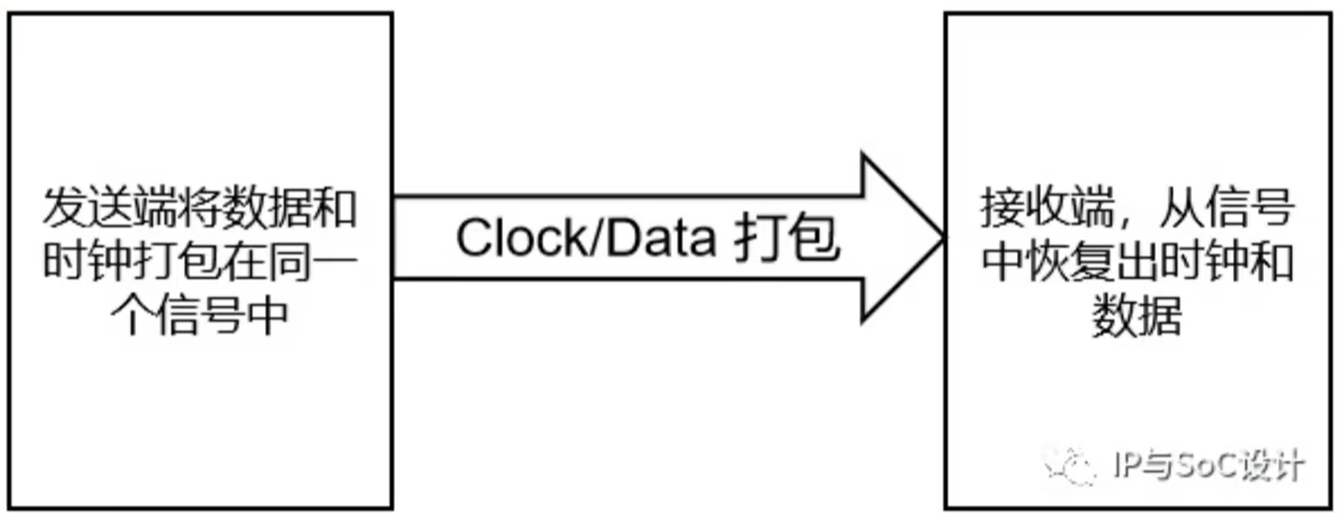 发送端将数据和
时钟打包在同一
个信号中
Clock/Data 打包
接收端，从信号
中恢复出时钟和
数据
IP与SoC设计